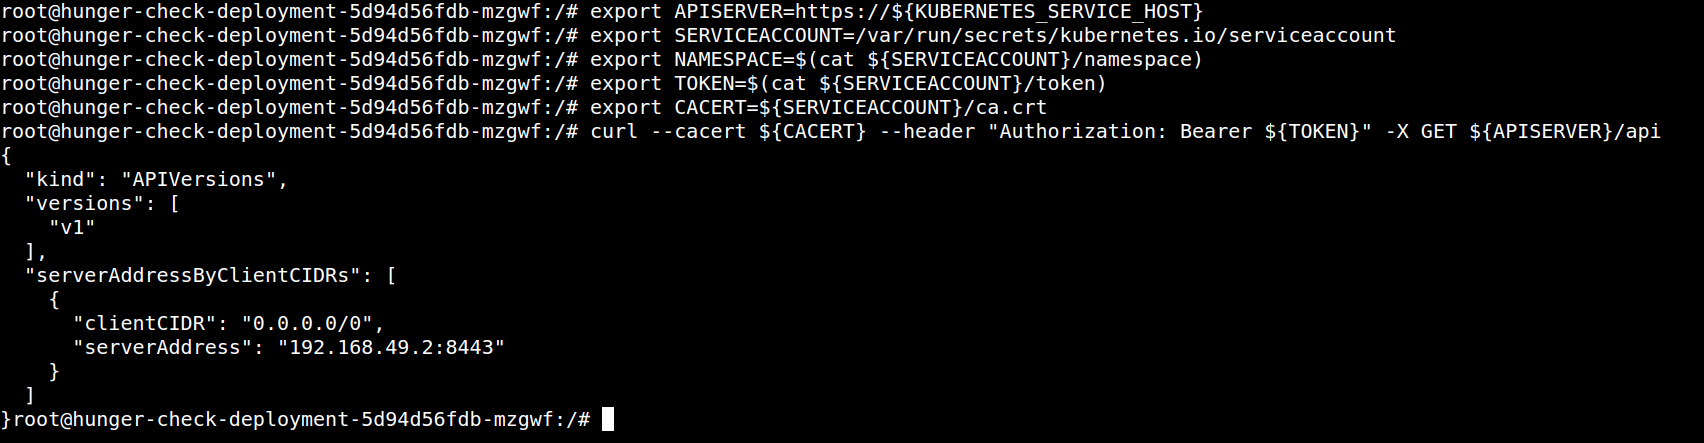 root@hunger-check-deployment-5d94d56fdb-mzgwf:/# export APISERVER=https://${KUBERNETES_SERVICE_HOST}
root@hunger-check-deployment-5d94d56fdb-mzgwf:/# export SERVICEACCOUNT=/var/run/secrets/kubernetes.io/serviceaccount
root@hunger-check-deployment-5d94d56fdb-mzgwf:/# export NAMESPACE=$(cat ${SERVICEACCOUNT}/namespace)
root@hunger-check-deployment-5d94d56fdb-mzgwf:/# export TOKEN=$(cat ${SERVICEACCOUNT}/token)
root@hunger-check-deployment-5d94d56fdb-mzgwf:/# export CACERT=${SERVICEACCOUNT}/ca.crt
root@hunger-check-deployment-5d94d56fdb-mzgwf:/# curl --cacert ${CACERT} --header "Authorization: Bearer ${TOKEN}" -X GET ${APISERVER}/api
{
  "kind": "APIVersions",
  "versions": [
    "v1"
  ],
  "serverAddressByClientCIDRs": [
    {
      "clientCIDR": "0.0.0.0/0",
      "serverAddress": "192.168.49.2:8443"
    }
  ]
}root@hunger-check-deployment-5d94d56fdb-mzgwf:/#